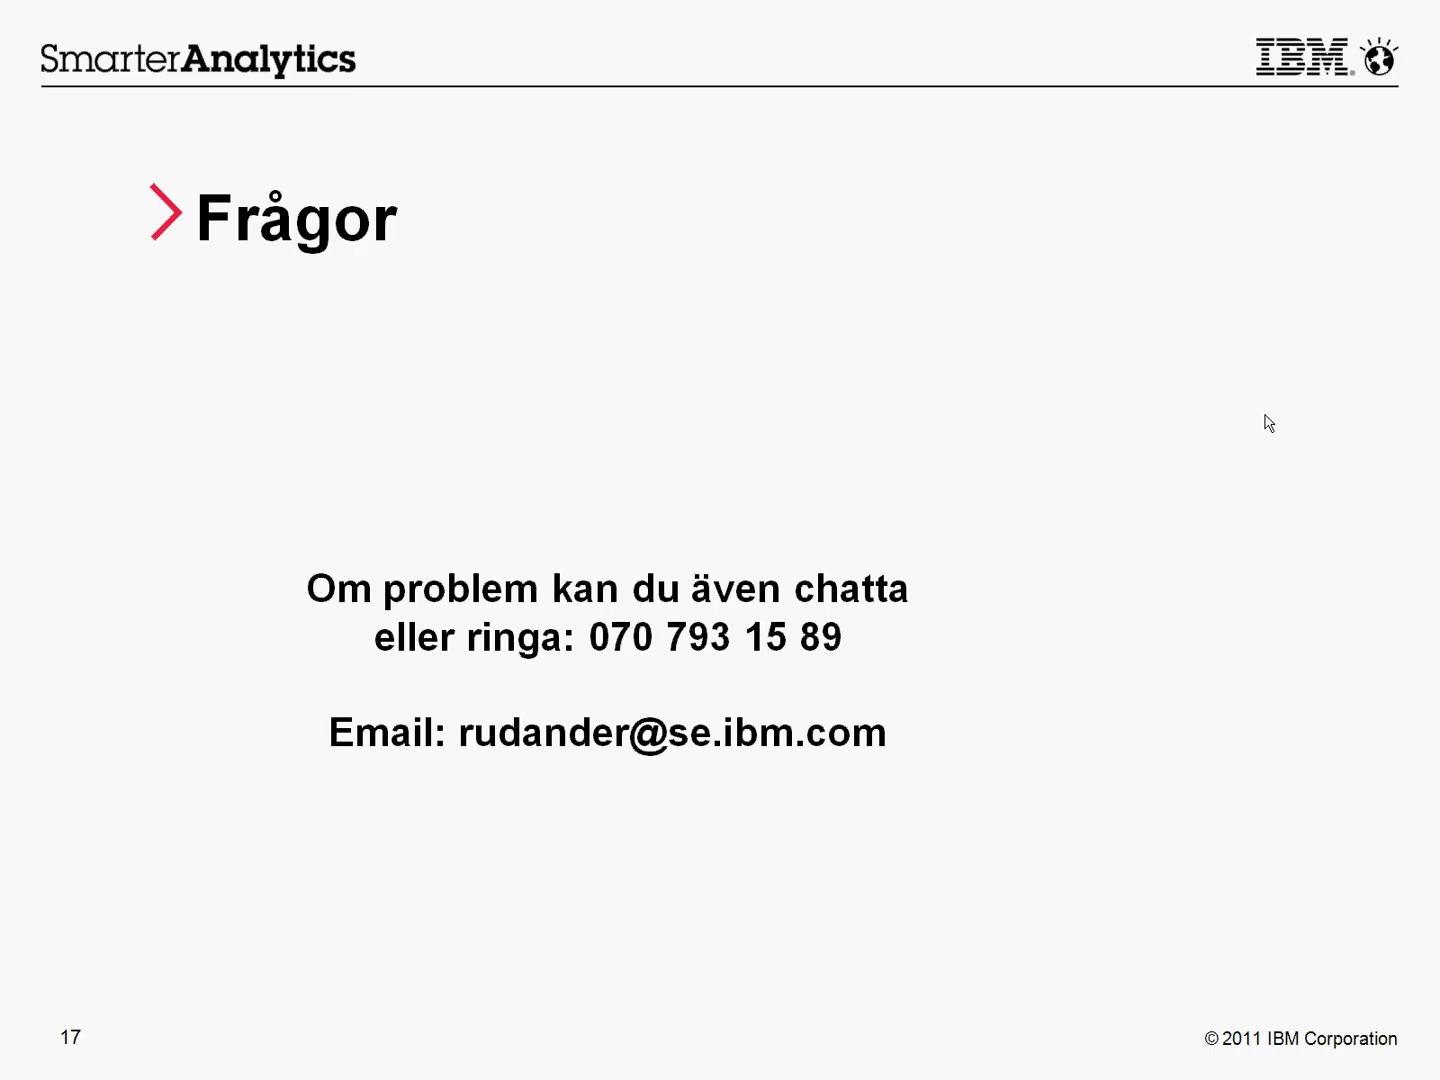 SmarterAnalytics
IBM
Frågor
Om problem kan du även chatta
eller ringa: 070 793 15 89
Email: rudander@se.ibm.com
17
© 2011 IBM Corporation